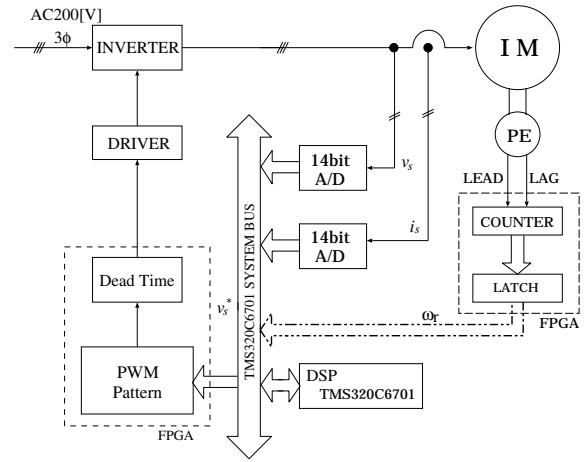 AC200[V]
3ϕ
INVERTER
I M
DRIVER
PE
14bit
A/D
vs
LEAD
LAG
14bit
A/D
is
COUNTER
Dead Time
vs*
TMS320C6701 SYSTEM BUS
LATCH
ωr
FPGA
PWM
Pattern
DSP
TMS320C6701
FPGA